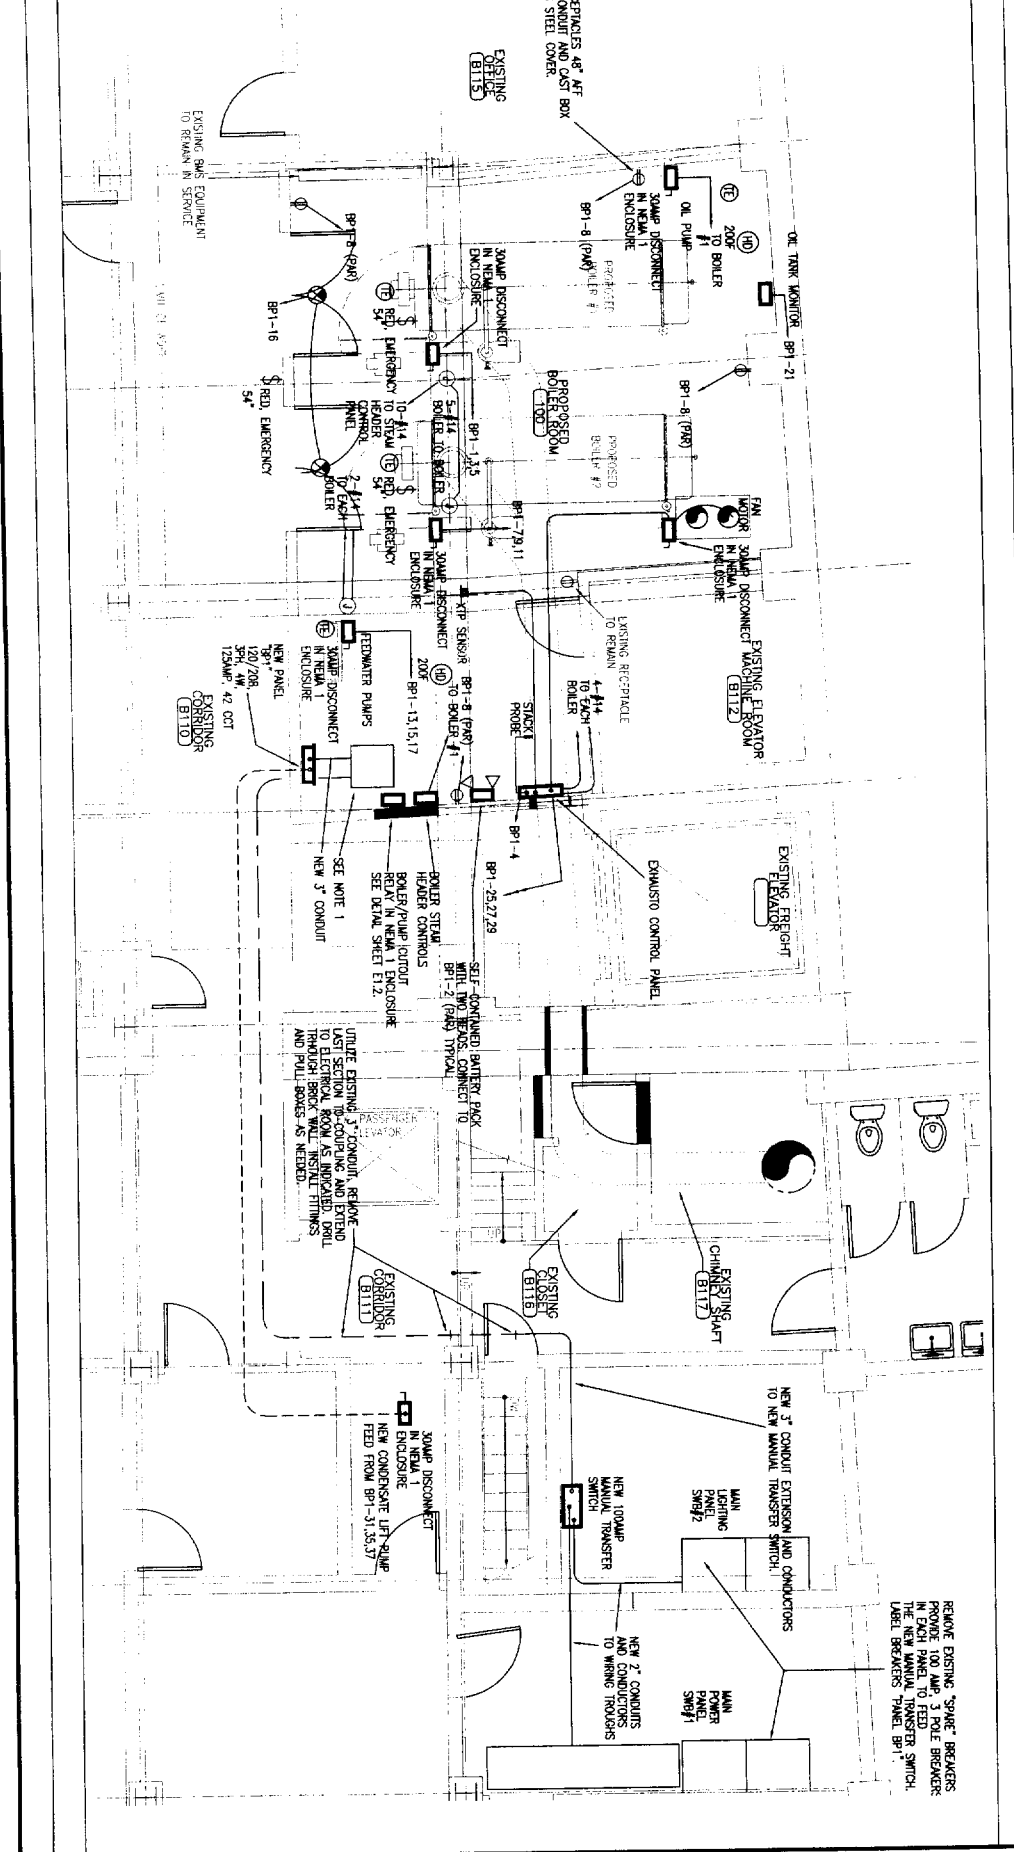 EPTACLES 48" AFF
ONDUIT AND CAST BOX
STEEL COVER.
EXISTING
OFFICE
B115
EXISTING BMS EQUIPMENT
TO REMAIN IN SERVICE
OIL TANK MONITOR
BP1-21
TE
HD
200F
TO BOILER
#1
OIL PUMP
30AMP DISCONNECT
IN NEMA 1
ENCLOSURE
BP1-8 (PAR)
PROPOSED
BOILER #1
BP1-8 (PAR)
BP1-16
30AMP DISCONNECT
IN NEMA 1
ENCLOSURE
TE
RED, EMERGENCY
54"
RED, EMERGENCY
54"
PROPOSED
BOILER ROOM
100
BP1-8 (PAR)
PROPOSED
BOILER #2
5-#14
BOILER TO BOILER
10-#14
TO STEAM
HEADER
CONTROL
PANEL
BP1-1,3,5
TE
RED, EMERGENCY
54"
2-#14
TO EACH
BOILER
BP1-7,9,11
FAN
MOTOR
30AMP DISCONNECT
IN NEMA 1
ENCLOSURE
EXISTING ELEVATOR
MACHINE ROOM
B112
30AMP DISCONNECT
IN NEMA 1
ENCLOSURE
XTP SENSOR
EXISTING RECEPTACLE
TO REMAIN
4-#14
TO EACH
BOILER
STACK
PROBE
J
FEEDWATER PUMPS
TE
30AMP DISCONNECT
IN NEMA 1
ENCLOSURE
BP1-13,15,17
HD
200F
TO BOILER #1
BP1-8 (PAR)
NEW PANEL
"BP1"
120/208,
3PH, 4W,
125AMP, 42 CCT
EXISTING
CORRIDOR
B110
BP1-4
EXHAUSTO CONTROL PANEL
EXISTING FREIGHT
ELEVATOR
BP1-25,27,29
SEE NOTE 1
NEW 3" CONDUIT
BOILER STEAM
HEADER CONTROLS
BOILER/PUMP CUTOUT
RELAY IN NEMA 1 ENCLOSURE
SEE DETAIL SHEET E1.2.
SELF CONTAINED BATTERY PACK
WITH TWO HEADS. CONNECT TO
BP1-2 (PAR) TYPICAL
UTILIZE EXISTING 3" CONDUIT, REMOVE
LAST SECTION TO COUPLING AND EXTEND
TO ELECTRICAL ROOM AS INDICATED. DRILL
TRHOUGH BRICK WALL INSTALL FITTINGS
AND PULL BOXES AS NEEDED.
PASSENGER
ELEVATOR
UP
EXISTING
CORRIDOR
B111
EXISTING
CLOSET
B116
EXISTING
CHIMNEY SHAFT
B117
30AMP DISCONNECT
IN NEMA 1
ENCLOSURE
NEW CONDENSATE LIFT PUMP
FEED FROM BP1-31,35,37
NEW 3" CONDUIT EXTENSION AND CONDUCTORS
TO NEW MANUAL TRANSFER SWITCH.
NEW 100AMP
MANUAL TRANSFER
SWITCH
MAIN
LIGHTING
PANEL
SWB#2
NEW 2" CONDUITS
AND CONDUCTORS
TO WIRING TROUGHS
MAIN
POWER
PANEL
SWB#1
REMOVE EXISTING "SPARE" BREAKERS
PROVIDE 100 AMP, 3 POLE BREAKERS
IN EACH PANEL TO FEED
THE NEW MANUAL TRANSFER SWITCH.
LABEL BREAKERS "PANEL BP1".